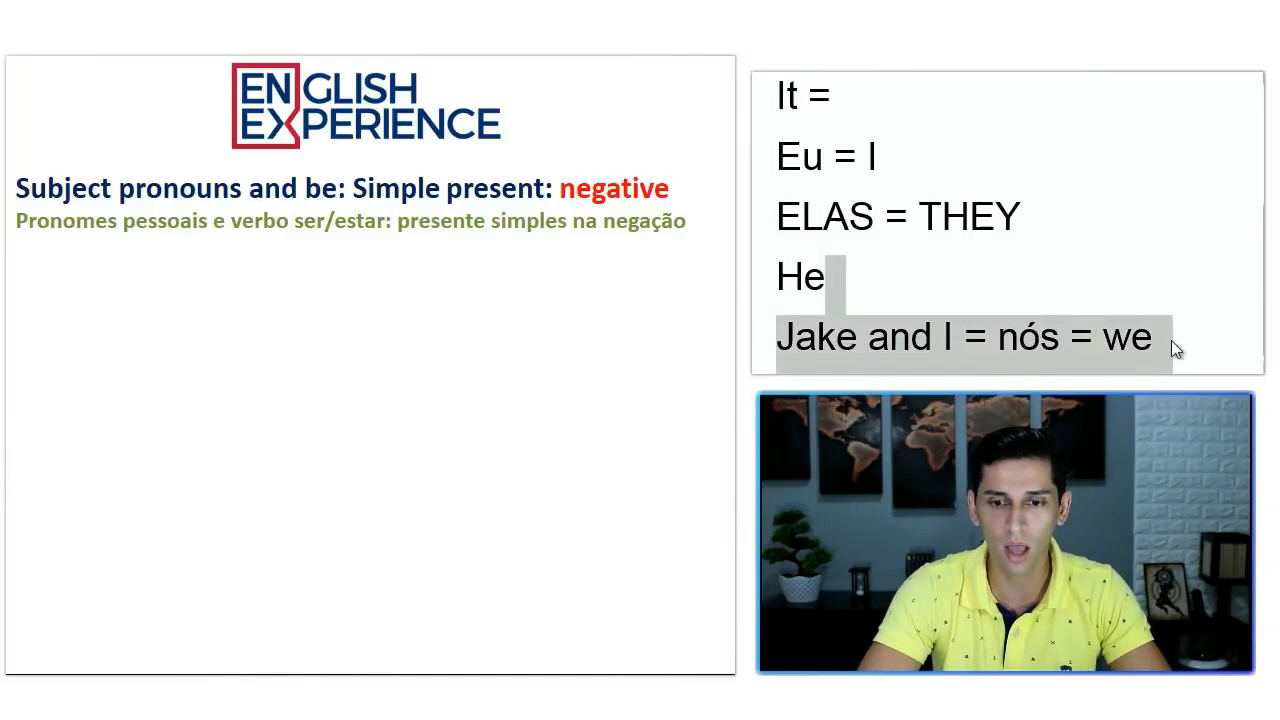 ENGLISH
EXPERIENCE
Subject pronouns and be: Simple present: negative
Pronomes pessoais e verbo ser/estar: presente simples na negação
It =
Eu = I
ELAS = THEY
He
Jake and I = nós = we